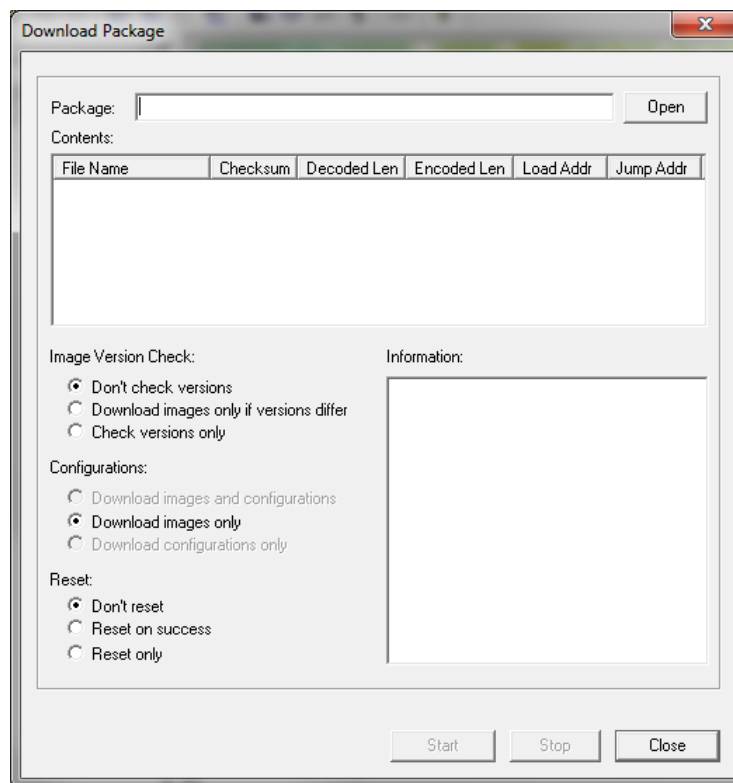 Download Package
Package: Open
Contents:
File Name Checksum Decoded Len Encoded Len Load Addr Jump Addr
Image Version Check:
Don't check versions
Download images only if versions differ
Check versions only
Configurations:
Download images and configurations
Download images only
Download configurations only
Reset:
Don't reset
Reset on success
Reset only
Information:
Start Stop Close